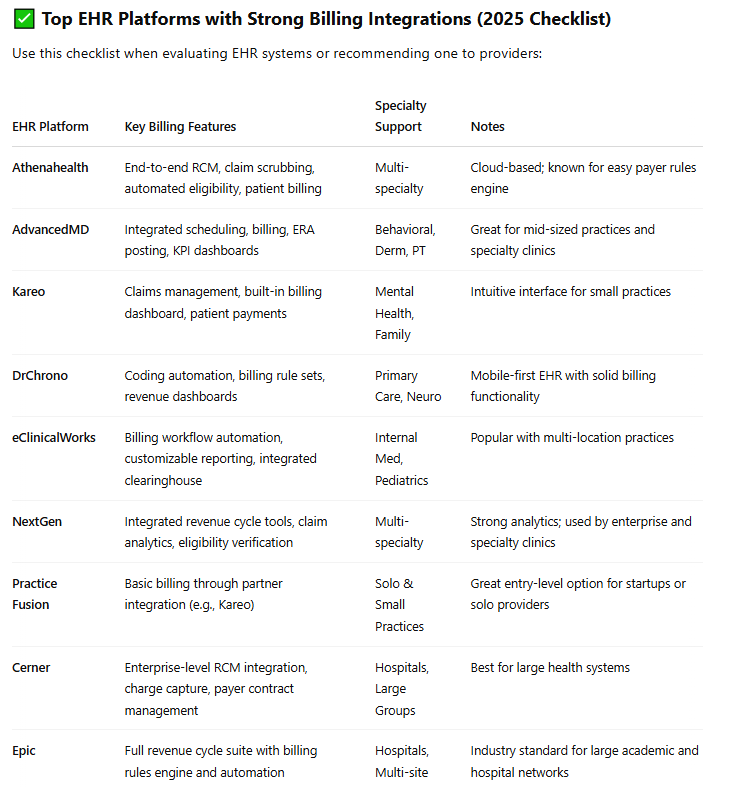 ✅ Top EHR Platforms with Strong Billing Integrations (2025 Checklist)
Use this checklist when evaluating EHR systems or recommending one to providers:
EHR Platform Key Billing Features Specialty Support Notes
Athenahealth End-to-end RCM, claim scrubbing, automated eligibility, patient billing Multi-specialty Cloud-based; known for easy payer rules engine
AdvancedMD Integrated scheduling, billing, ERA posting, KPI dashboards Behavioral, Derm, PT Great for mid-sized practices and specialty clinics
Kareo Claims management, built-in billing dashboard, patient payments Mental Health, Family Intuitive interface for small practices
DrChrono Coding automation, billing rule sets, revenue dashboards Primary Care, Neuro Mobile-first EHR with solid billing functionality
eClinicalWorks Billing workflow automation, customizable reporting, integrated clearinghouse Internal Med, Pediatrics Popular with multi-location practices
NextGen Integrated revenue cycle tools, claim analytics, eligibility verification Multi-specialty Strong analytics; used by enterprise and specialty clinics
Practice Fusion Basic billing through partner integration (e.g., Kareo) Solo & Small Practices Great entry-level option for startups or solo providers
Cerner Enterprise-level RCM integration, charge capture, payer contract management Hospitals, Large Groups Best for large health systems
Epic Full revenue cycle suite with billing rules engine and automation Hospitals, Multi-site Industry standard for large academic and hospital networks